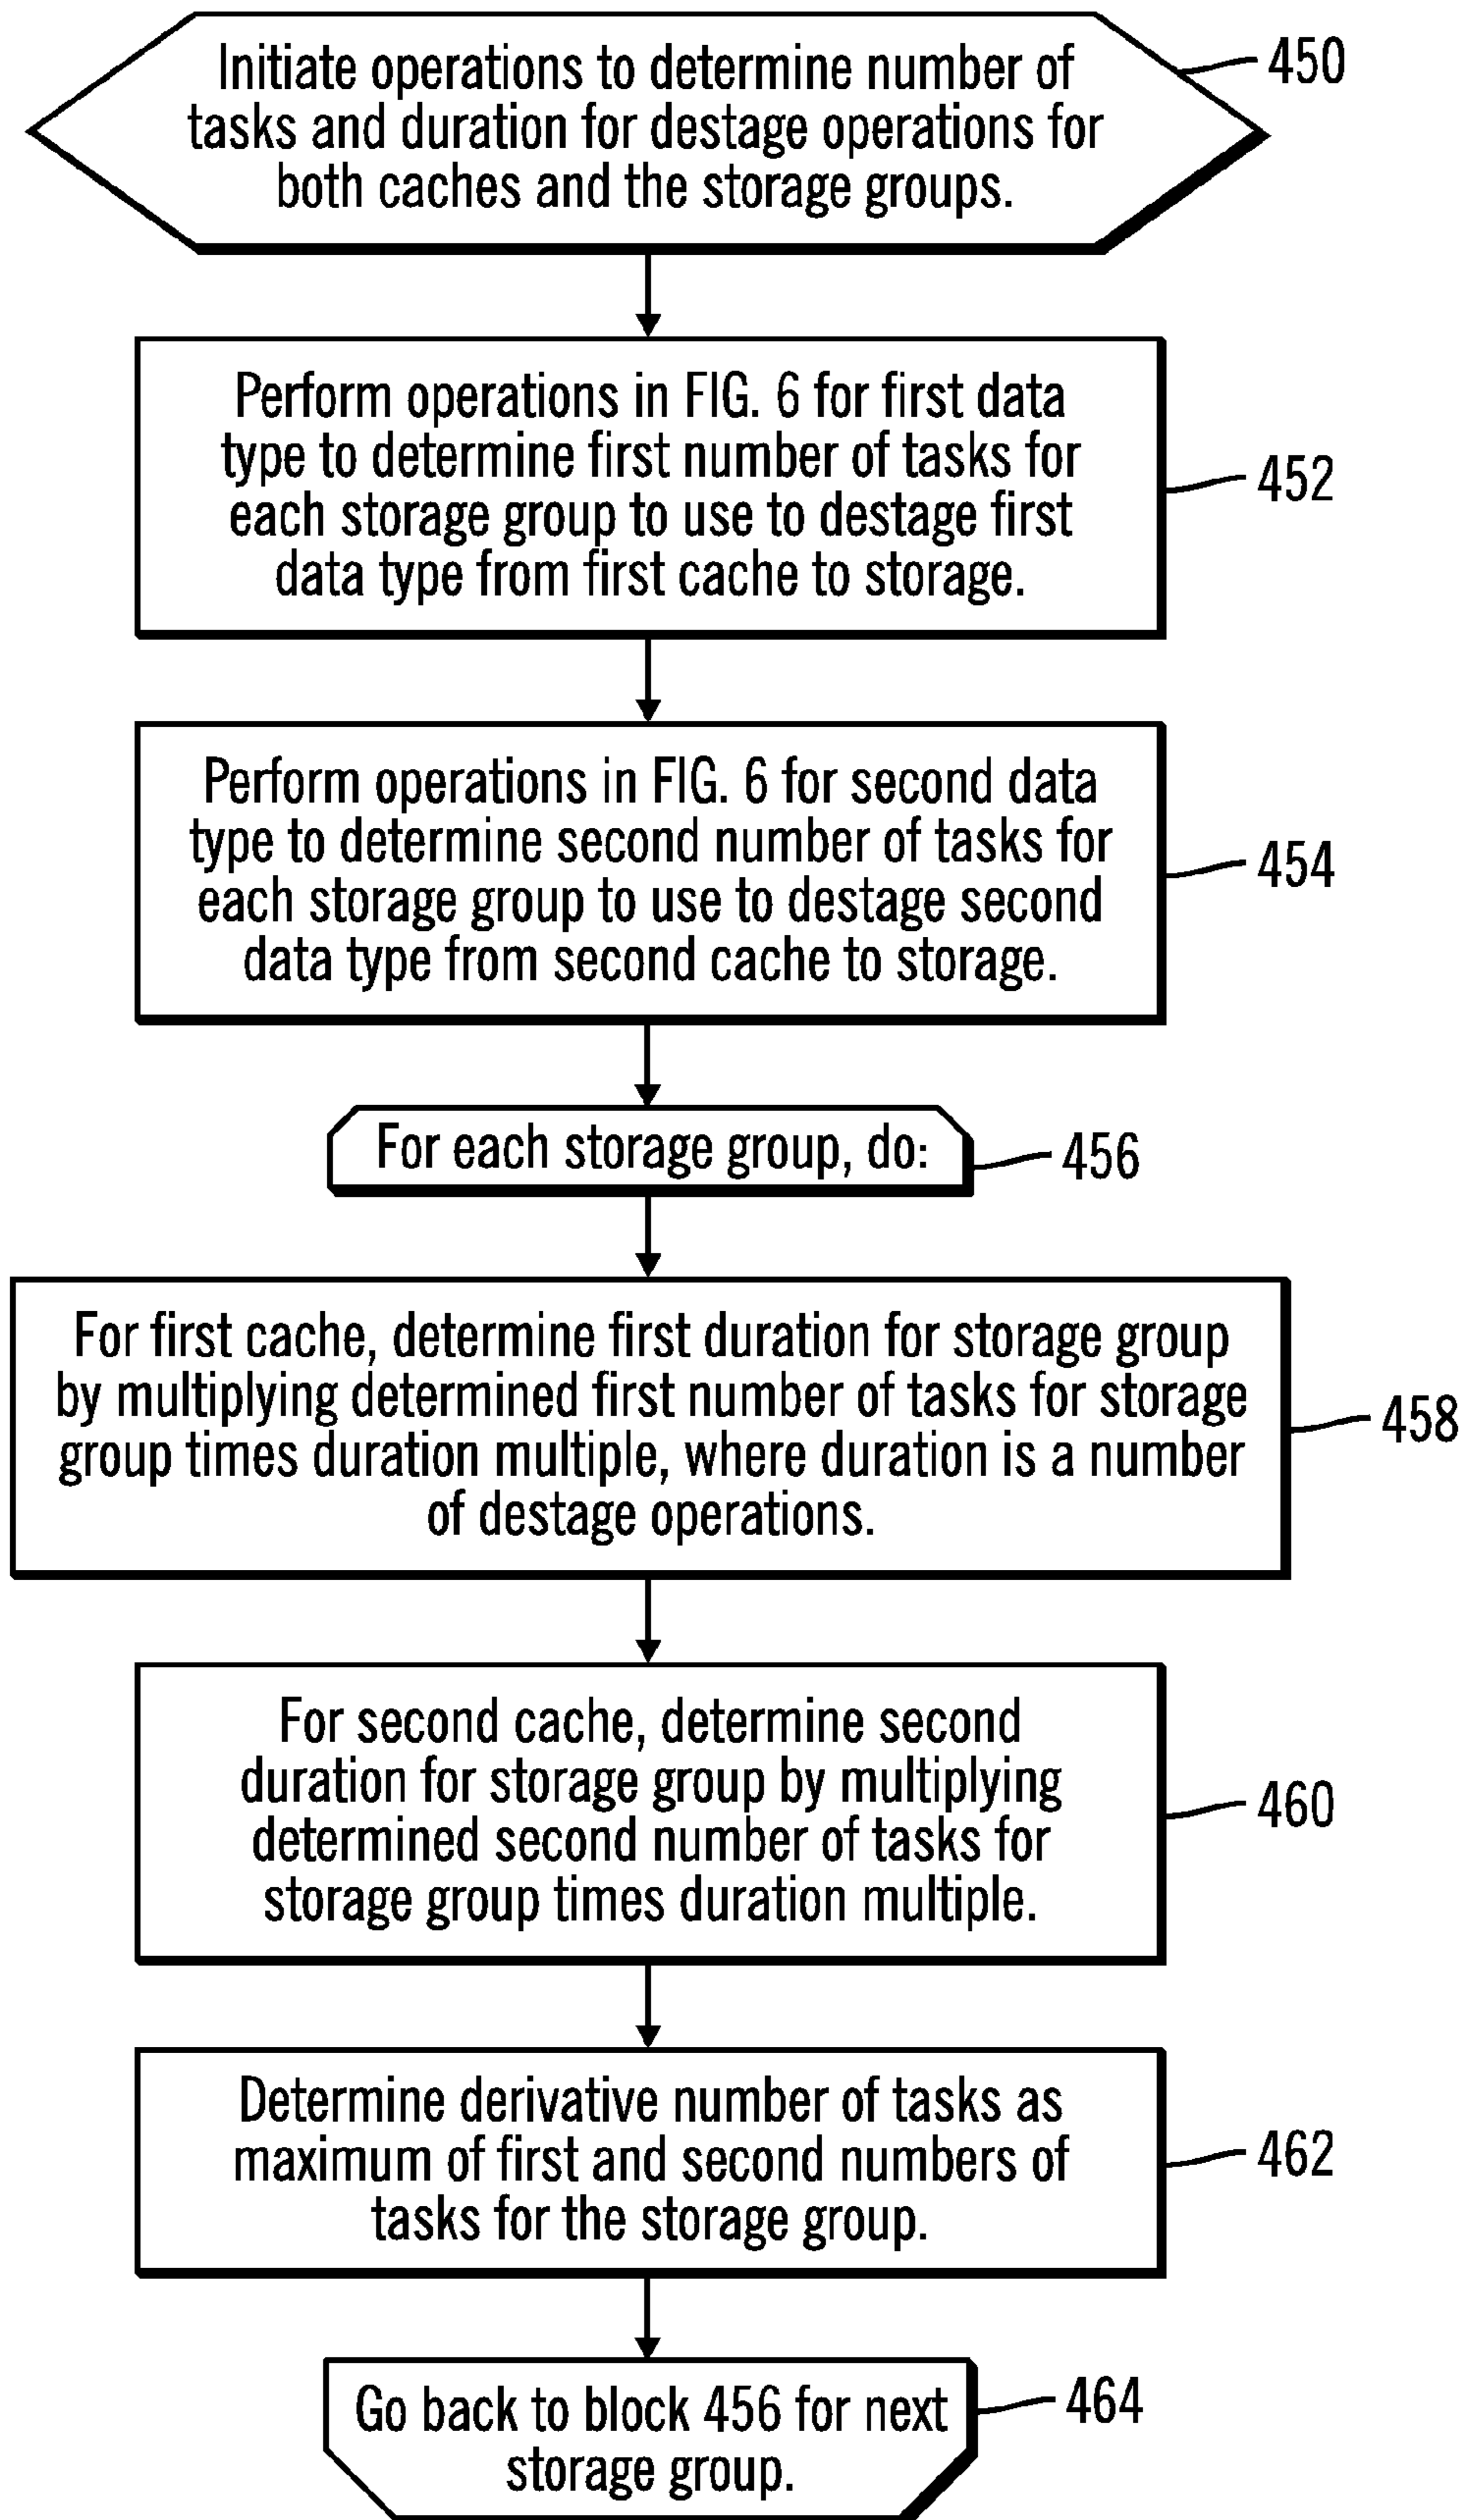 Initiate operations to determine number of
tasks and duration for destage operations for
both caches and the storage groups.
450
Perform operations in FIG. 6 for first data
type to determine first number of tasks for
each storage group to use to destage first
data type from first cache to storage.
452
Perform operations in FIG. 6 for second data
type to determine second number of tasks for
each storage group to use to destage second
data type from second cache to storage.
454
For each storage group, do:
456
For first cache, determine first duration for storage group
by multiplying determined first number of tasks for storage
group times duration multiple, where duration is a number
of destage operations.
458
For second cache, determine second
duration for storage group by multiplying
determined second number of tasks for
storage group times duration multiple.
460
Determine derivative number of tasks as
maximum of first and second numbers of
tasks for the storage group.
462
Go back to block 456 for next
storage group.
464